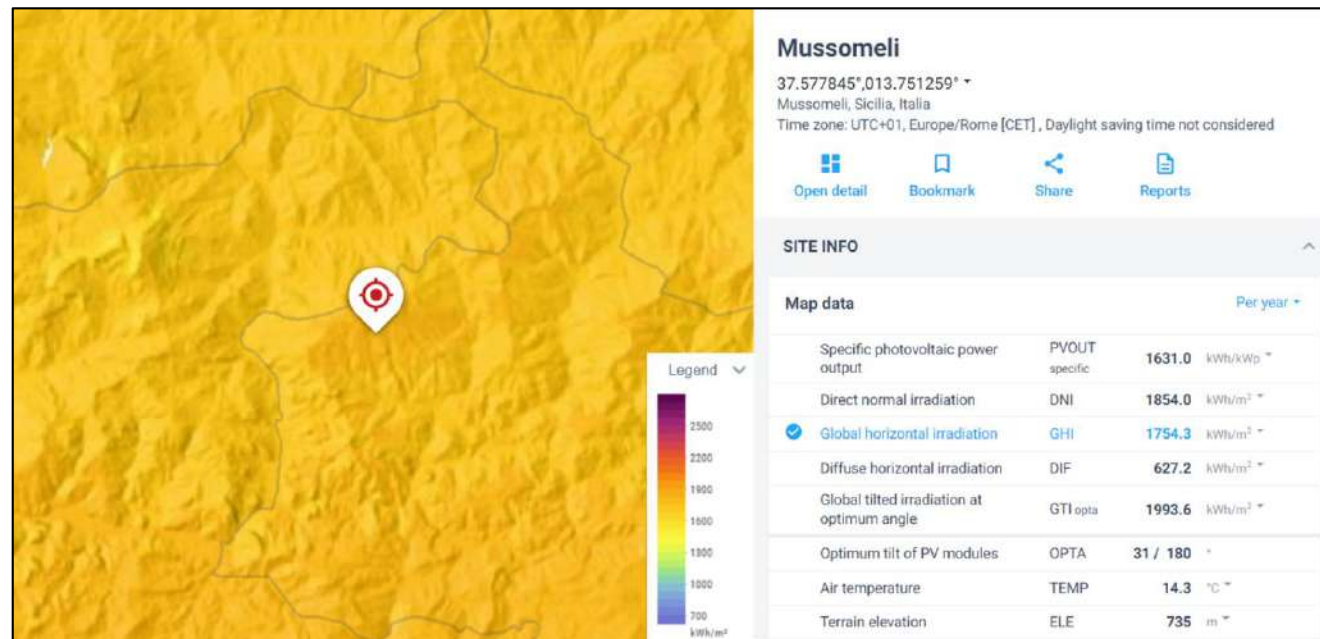 Mussomeli
37.577845°,013.751259°
Mussomeli, Sicilia, Italia
Time zone: UTC+01, Europe/Rome [CET] , Daylight saving time not considered
Open detail
Bookmark
Share
Reports
SITE INFO
Map data
Per year
Specific photovoltaic power
output
PVOUT
specific
1631.0 kWh/kWp
Direct normal irradiation DNI 1854.0 kWh/m²
Global horizontal irradiation GHI 1754.3 kWh/m²
Diffuse horizontal irradiation DIF 627.2 kWh/m²
Global tilted irradiation at
optimum angle
GTI opta 1993.6 kWh/m²
Optimum tilt of PV modules OPTA 31 / 180 °
Air temperature TEMP 14.3 °C
Terrain elevation ELE 735 m
Legend
2500
2200
1900
1600
1300
1000
700
kWh/m²